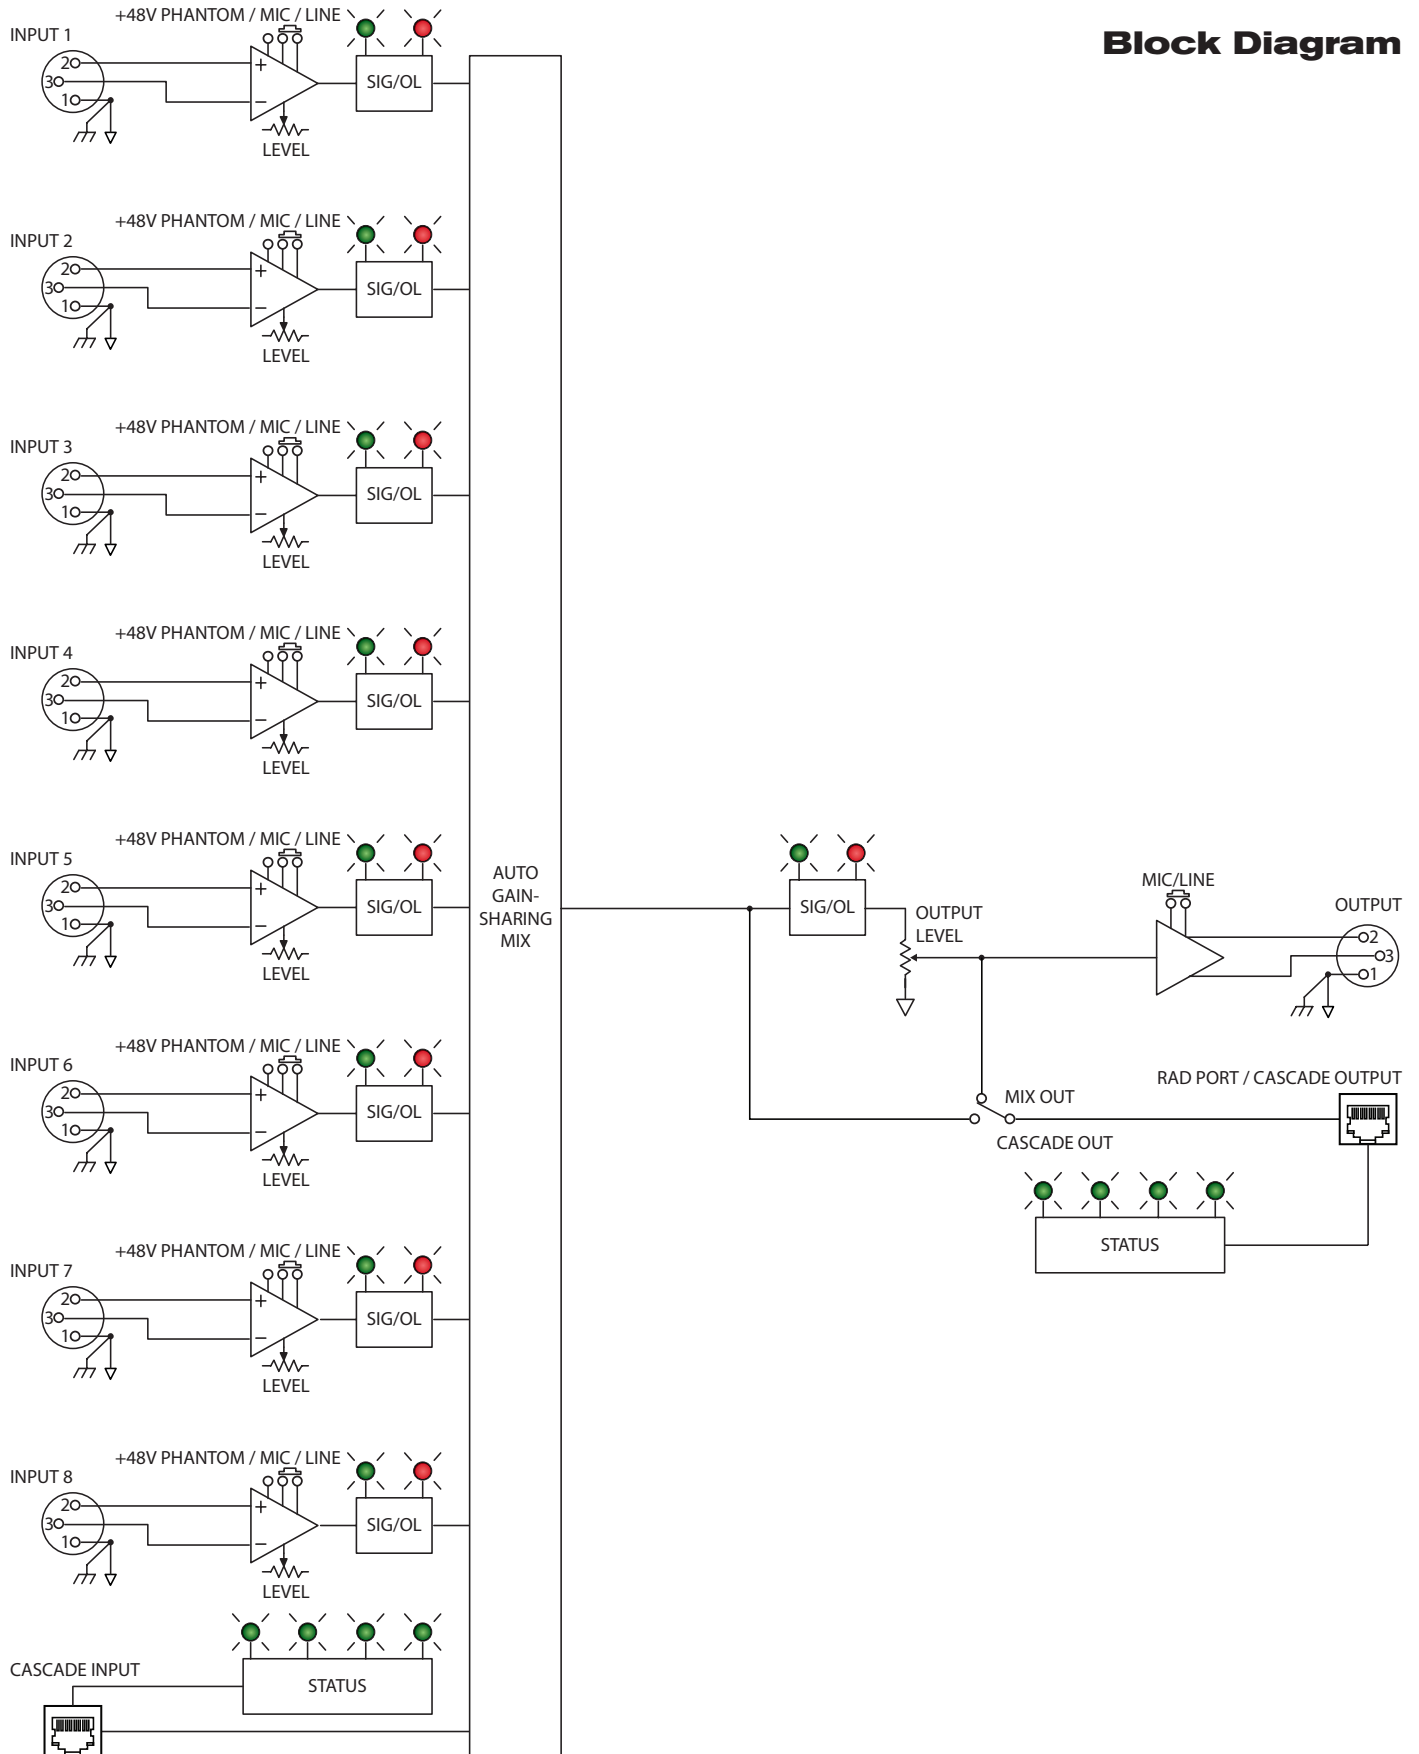 Block Diagram
INPUT 1
+48V PHANTOM / MIC / LINE
2
3
1
+
−
LEVEL
SIG/OL
INPUT 2
+48V PHANTOM / MIC / LINE
2
3
1
+
−
LEVEL
SIG/OL
INPUT 3
+48V PHANTOM / MIC / LINE
2
3
1
+
−
LEVEL
SIG/OL
INPUT 4
+48V PHANTOM / MIC / LINE
2
3
1
+
−
LEVEL
SIG/OL
INPUT 5
+48V PHANTOM / MIC / LINE
2
3
1
+
−
LEVEL
SIG/OL
INPUT 6
+48V PHANTOM / MIC / LINE
2
3
1
+
−
LEVEL
SIG/OL
INPUT 7
+48V PHANTOM / MIC / LINE
2
3
1
+
−
LEVEL
SIG/OL
INPUT 8
+48V PHANTOM / MIC / LINE
2
3
1
+
−
LEVEL
SIG/OL
CASCADE INPUT
STATUS
AUTO
GAIN-
SHARING
MIX
SIG/OL
OUTPUT
LEVEL
MIC/LINE
OUTPUT
2
3
1
MIX OUT
CASCADE OUT
RAD PORT / CASCADE OUTPUT
STATUS